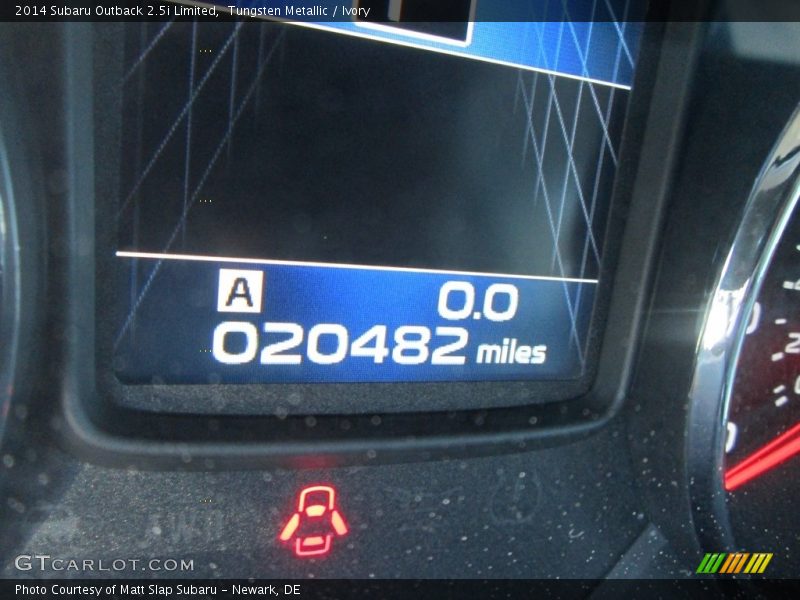 2014 Subaru Outback 2.5i Limited,  Tungsten Metallic / Ivory
A 0.0
020482 miles
GTCARLOT.COM
Photo Courtesy of Matt Slap Subaru - Newark, DE